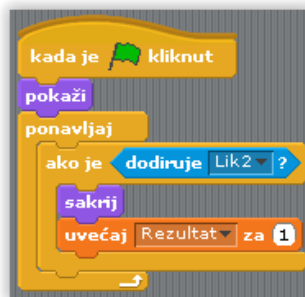 kada je kliknut
pokaži
ponavljaj
ako je dodiruje Lik2 ?
sakrij
uvećaj Rezultat za 1